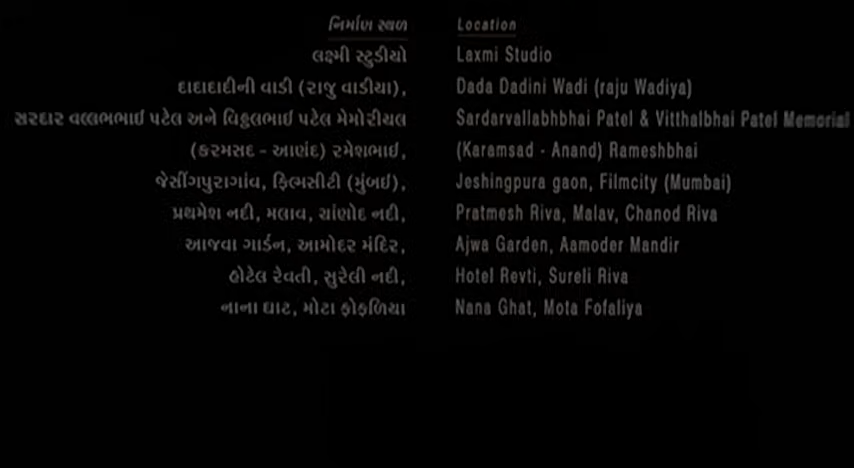 નિર્માણ સ્થળ Location
લક્ષ્મી સ્ટુડીયો Laxmi Studio
દાદાદાદીની વાડી (રાજુ વાડીયા), Dada Dadini Wadi (raju Wadiya)
સરદાર વલ્લભભાઈ પટેલ અને વિઠ્ઠલભાઈ પટેલ મેમોરીયલ Sardarvallabhbhai Patel & Vitthalbhai Patel Memorial
(કરમસદ - આણંદ) રમેશભાઈ, (Karamsad - Anand) Rameshbhai
જેસીંગપુરાગાંવ, ફિલ્મસીટી (મુંબઈ), Jeshingpura gaon, Filmcity (Mumbai)
પ્રથમેશ નદી, મલાવ, ચાંણોદ નદી, Pratmesh Riva, Malav, Chanod Riva
આજવા ગાર્ડન, આમોદર મંદિર, Ajwa Garden, Aamoder Mandir
હોટેલ રેવતી, સુરેલી નદી, Hotel Revti, Sureli Riva
નાના ઘાટ, મોટા ફોફળિયા Nana Ghat, Mota Fofaliya